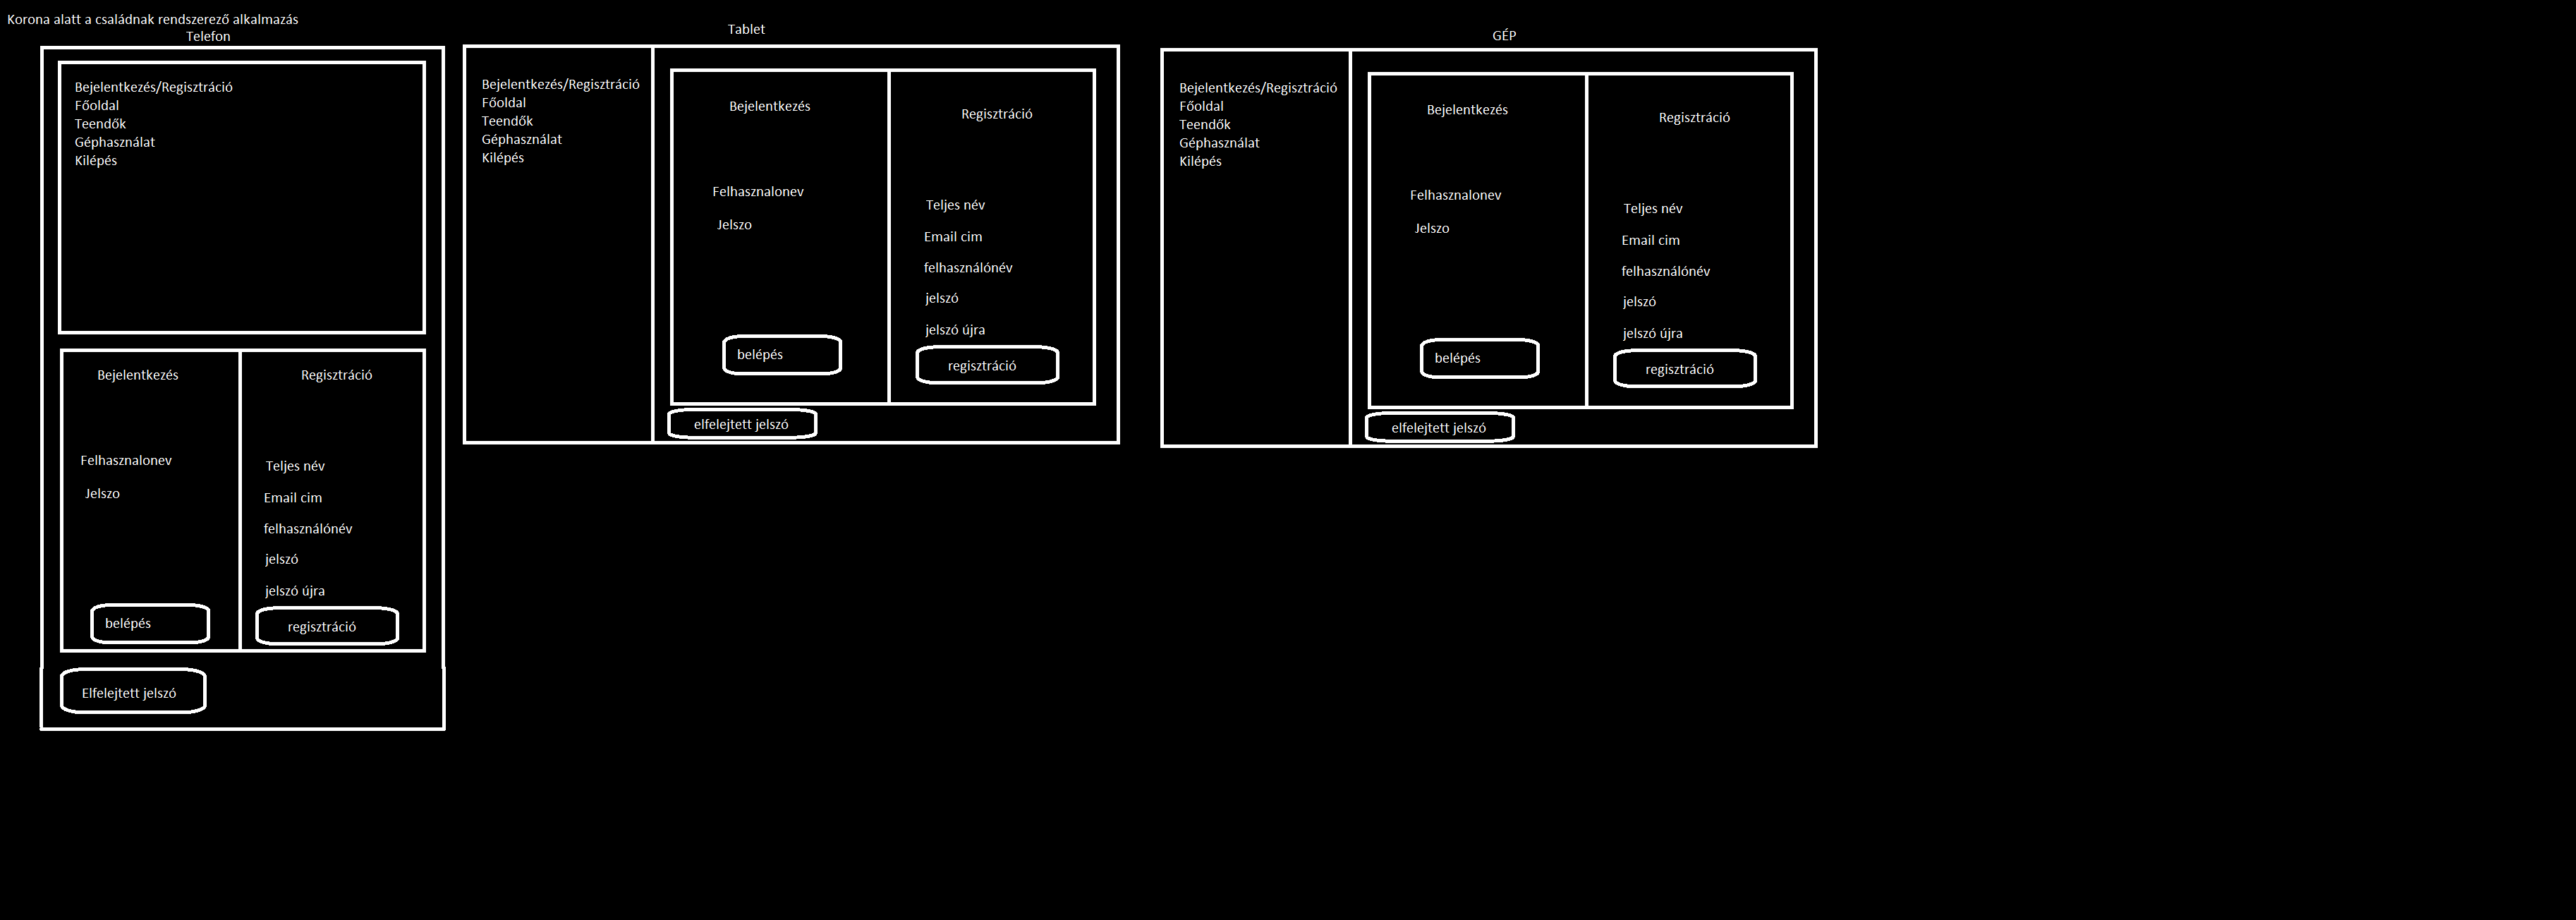 Korona alatt a családnak rendszerező alkalmazás
Telefon
Bejelentkezés/Regisztráció
Főoldal
Teendők
Géphasználat
Kilépés
Bejelentkezés
Felhasznalonev
Jelszo
belépés
Regisztráció
Teljes név
Email cim
felhasználónév
jelszó
jelszó újra
regisztráció
Elfelejtett jelszó
Tablet
Bejelentkezés/Regisztráció
Főoldal
Teendők
Géphasználat
Kilépés
Bejelentkezés
Felhasznalonev
Jelszo
belépés
Regisztráció
Teljes név
Email cim
felhasználónév
jelszó
jelszó újra
regisztráció
elfelejtett jelszó
GÉP
Bejelentkezés/Regisztráció
Főoldal
Teendők
Géphasználat
Kilépés
Bejelentkezés
Felhasznalonev
Jelszo
belépés
Regisztráció
Teljes név
Email cim
felhasználónév
jelszó
jelszó újra
regisztráció
elfelejtett jelszó